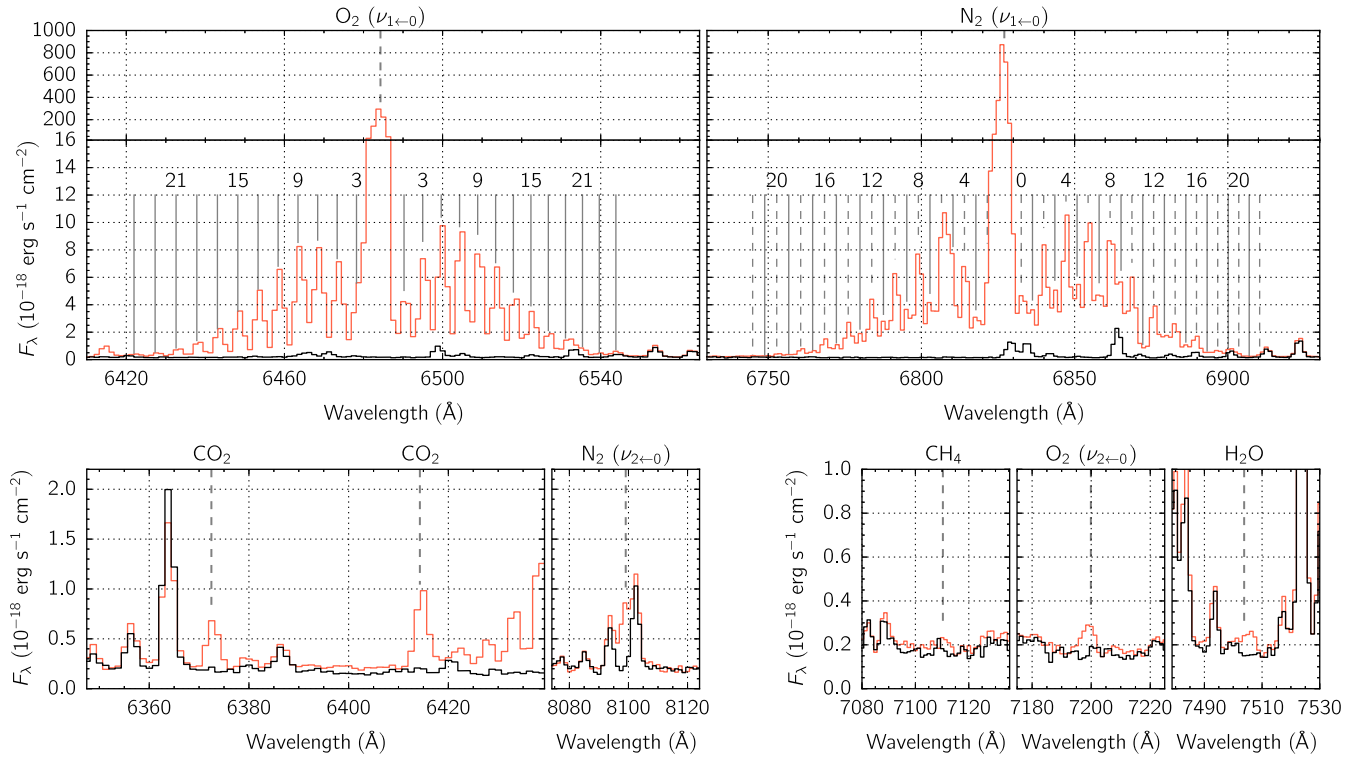 O₂ (ν₁←₀) N₂ (ν₁←₀)
1000
800
600
400
200
16
14
12
10
8
6
4
2
0
F_λ (10⁻¹⁸ erg s⁻¹ cm⁻²)
21 15 9 3 3 9 15 21
20 16 12 8 4 0 4 8 12 16 20
6420 6460 6500 6540
6750 6800 6850 6900
Wavelength (Å) Wavelength (Å)
CO₂ CO₂ N₂ (ν₂←₀) CH₄ O₂ (ν₂←₀) H₂O
2.0
1.5
1.0
0.5
0.0
F_λ (10⁻¹⁸ erg s⁻¹ cm⁻²)
6360 6380 6400 6420
8080 8100 8120
Wavelength (Å) Wavelength (Å)
1.0
0.8
0.6
0.4
0.2
0.0
F_λ (10⁻¹⁸ erg s⁻¹ cm⁻²)
7080 7100 7120
7180 7200 7220
7490 7510 7530
Wavelength (Å) Wavelength (Å) Wavelength (Å)